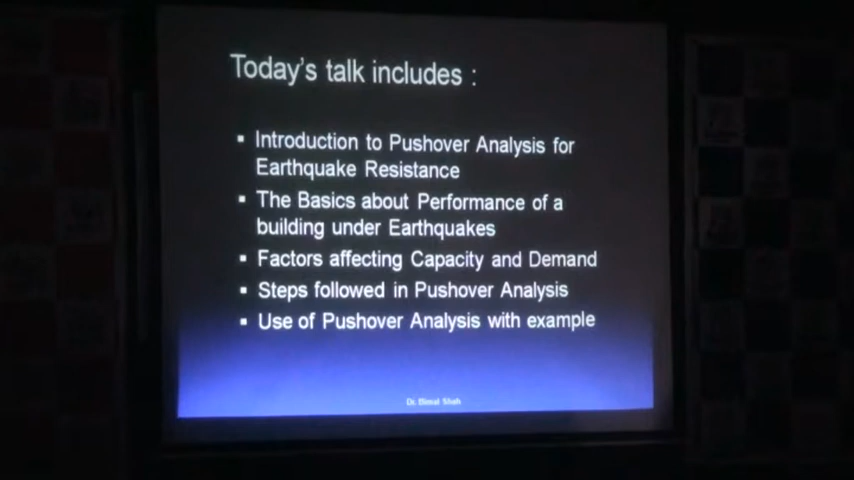 Today's talk includes :
▪ Introduction to Pushover Analysis for
Earthquake Resistance
▪ The Basics about Performance of a
building under Earthquakes
▪ Factors affecting Capacity and Demand
▪ Steps followed in Pushover Analysis
▪ Use of Pushover Analysis with example
Dr. Bimal Shah